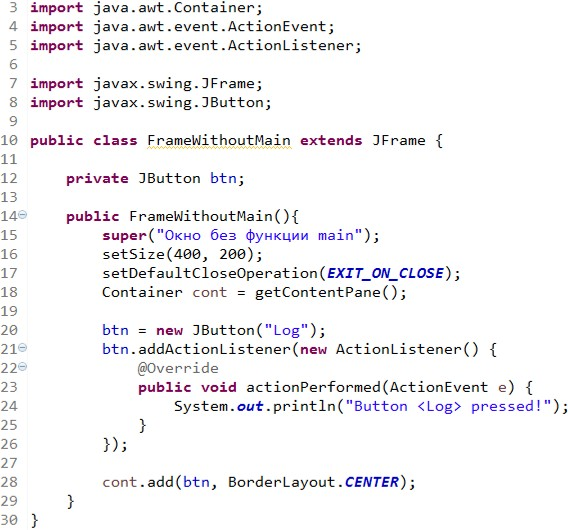 3 import java.awt.Container;
4 import java.awt.event.ActionEvent;
5 import java.awt.event.ActionListener;
6
7 import javax.swing.JFrame;
8 import javax.swing.JButton;
9
10 public class FrameWithoutMain extends JFrame {
11
12     private JButton btn;
13
14     public FrameWithoutMain(){
15         super("Окно без функции main");
16         setSize(400, 200);
17         setDefaultCloseOperation(EXIT_ON_CLOSE);
18         Container cont = getContentPane();
19
20         btn = new JButton("Log");
21         btn.addActionListener(new ActionListener() {
22             @Override
23             public void actionPerformed(ActionEvent e) {
24                 System.out.println("Button <Log> pressed!");
25             }
26         });
27
28         cont.add(btn, BorderLayout.CENTER);
29     }
30 }